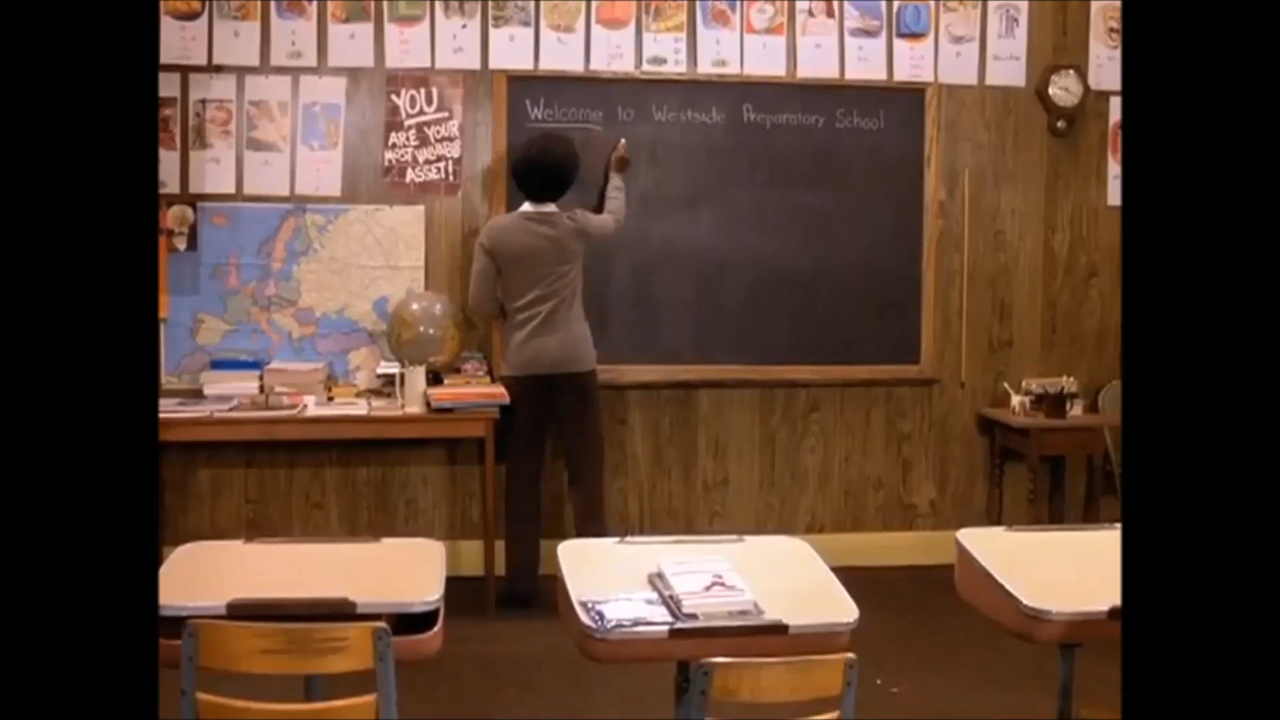 YOU
ARE YOUR
MOST VALUABLE
ASSET!
Welcome to Westside Preparatory School